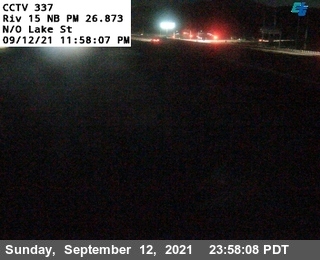 CCTV 337
Riv 15 NB PM 26.873
N/O Lake St
09/12/21 11:58:07 PM
Sunday, September 12, 2021 23:58:08 PDT